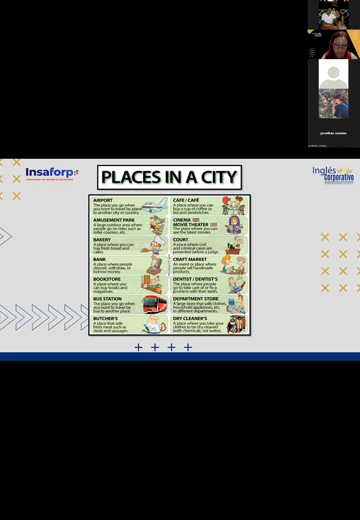 jonathan orantes
jonathan orantes
Insaforp
Inglés
Corporativo
PLACES IN A CITY
AIRPORT
The place you go when
you want to travel by plane
to another city or country.
AMUSEMENT PARK
A large outdoor area where
people go on rides such as
roller coasters, etc.
BAKERY
A place where you can
buy fresh bread and
cakes.
BANK
A place where people
deposit, withdraw, or
borrow money.
BOOKSTORE
A place where you
can buy books and
magazines.
BUS STATION
The place you go when
you want to travel by
bus to another place.
BUTCHER'S
A place that sells
fresh meat such as
steak and sausages.
CAFE / CAFÉ
A place where you can
buy a cup of coffee or
tea and sandwiches.
CINEMA
MOVIE THEATER
The place where you can
see the latest movies.
COURT
A place where civil
and criminal cases are
presented before a judge.
CRAFT MARKET
An event or place where
people sell handmade
products.
DENTIST / DENTIST'S
The place where people
go to take care of or fix a
problem with their teeth.
DEPARTMENT STORE
A large store that sells clothes,
household appliances, etc.
in different departments.
DRY CLEANER'S
A place where you take your
clothes to be dry cleaned
(with chemicals, not water).